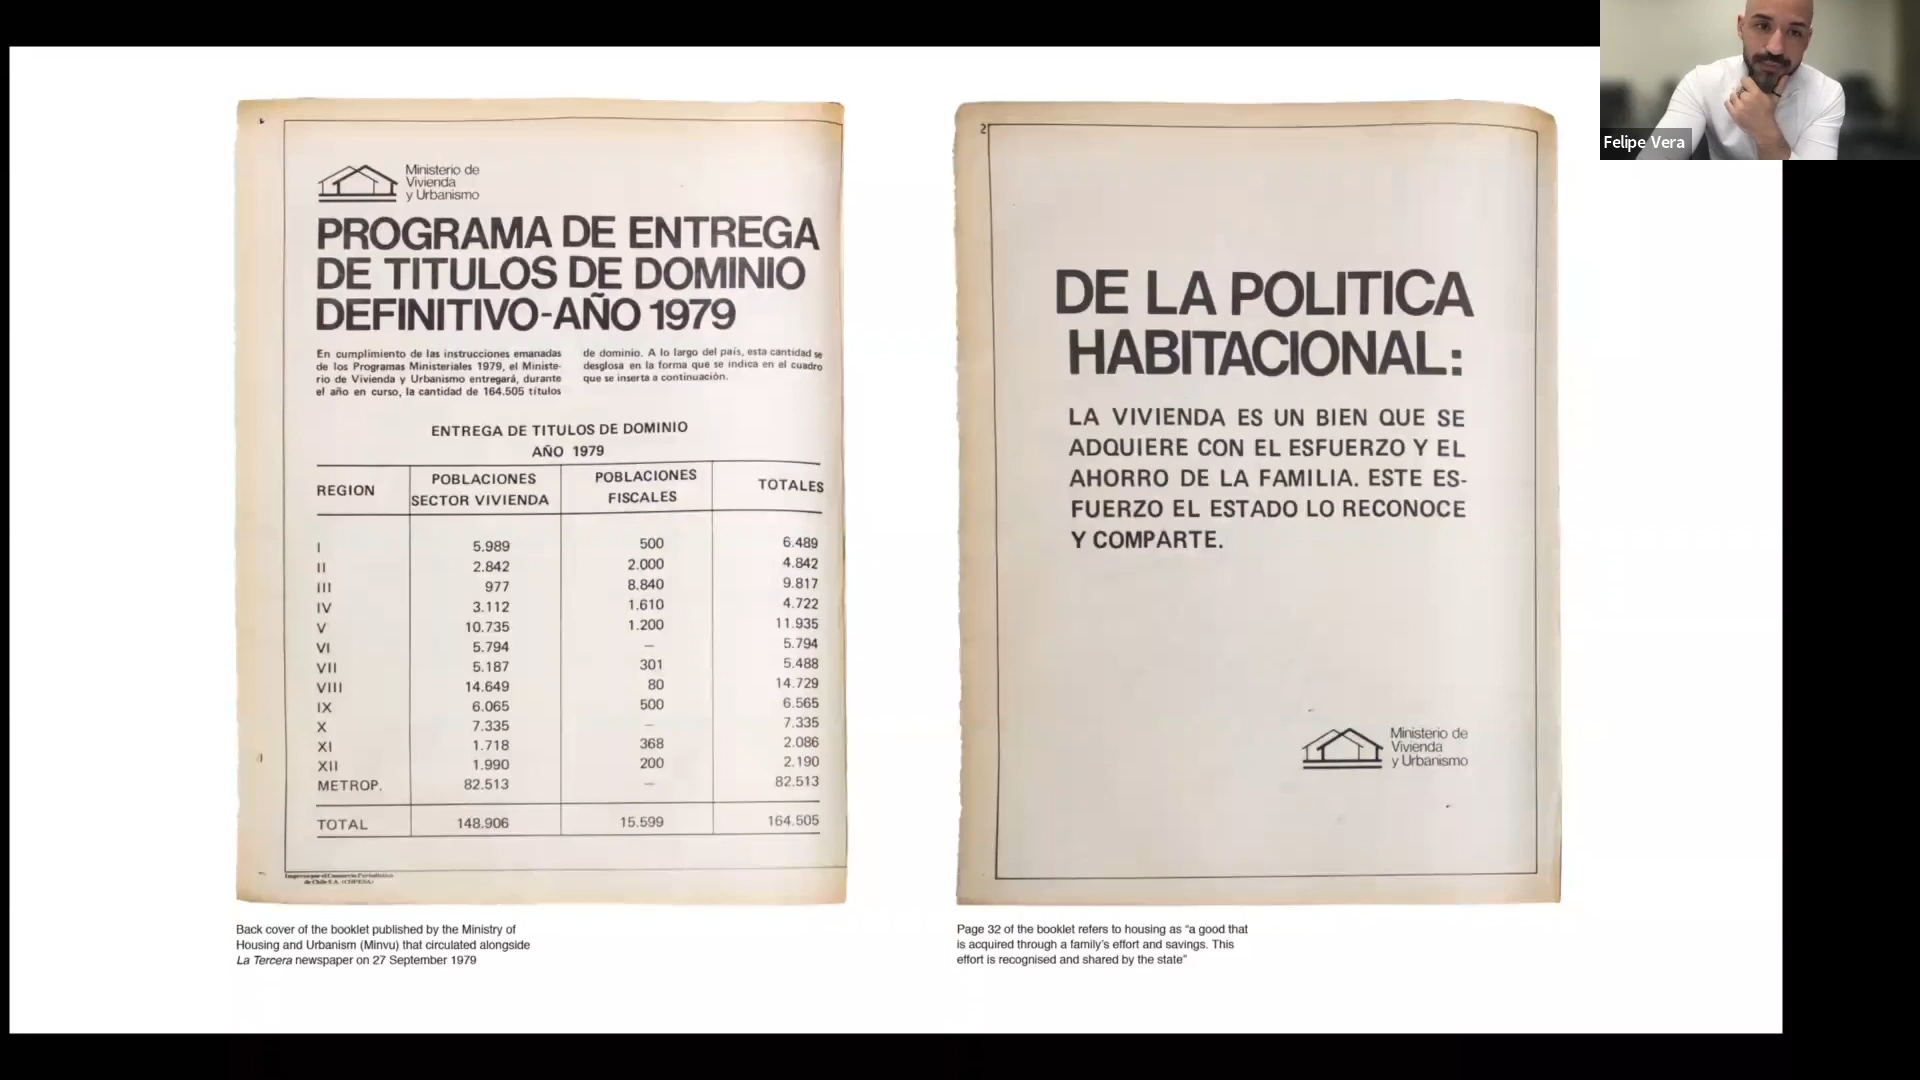 Felipe Vera
Ministerio de
Vivienda
y Urbanismo
PROGRAMA DE ENTREGA
DE TITULOS DE DOMINIO
DEFINITIVO-AÑO 1979
En cumplimiento de las instrucciones emanadas
de los Programas Ministeriales 1979, el Ministe-
rio de Vivienda y Urbanismo entregará, durante
el año en curso, la cantidad de 164.505 títulos
de dominio. A lo largo del país, esta cantidad se
desglosa en la forma que se indica en el cuadro
que se inserta a continuación.
ENTREGA DE TITULOS DE DOMINIO
AÑO 1979
REGION POBLACIONES SECTOR VIVIENDA POBLACIONES FISCALES TOTALES
I 5.989 500 6.489
II 2.842 2.000 4.842
III 977 8.840 9.817
IV 3.112 1.610 4.722
V 10.735 1.200 11.935
VI 5.794 — 5.794
VII 5.187 301 5.488
VIII 14.649 80 14.729
IX 6.065 500 6.565
X 7.335 — 7.335
XI 1.718 368 2.086
XII 1.990 200 2.190
METROP. 82.513 — 82.513
TOTAL 148.906 15.599 164.505
Impreso por el Consorcio Periodístico
de Chile S.A. (COPESA)
Back cover of the booklet published by the Ministry of
Housing and Urbanism (Minvu) that circulated alongside
La Tercera newspaper on 27 September 1979
DE LA POLITICA
HABITACIONAL:
LA VIVIENDA ES UN BIEN QUE SE
ADQUIERE CON EL ESFUERZO Y EL
AHORRO DE LA FAMILIA. ESTE ES-
FUERZO EL ESTADO LO RECONOCE
Y COMPARTE.
Ministerio de
Vivienda
y Urbanismo
Page 32 of the booklet refers to housing as “a good that
is acquired through a family’s effort and savings. This
effort is recognised and shared by the state”